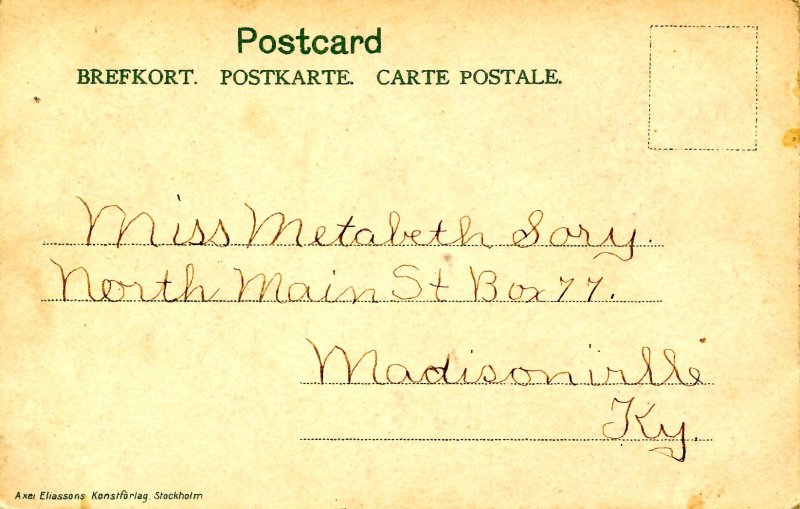 Postcard
BREFKORT. POSTKARTE. CARTE POSTALE.
Miss Metabeth Sory.
North Main St Box 77.
Madisonville
Ky.
Axel Eliassons Konstförlag. Stockholm